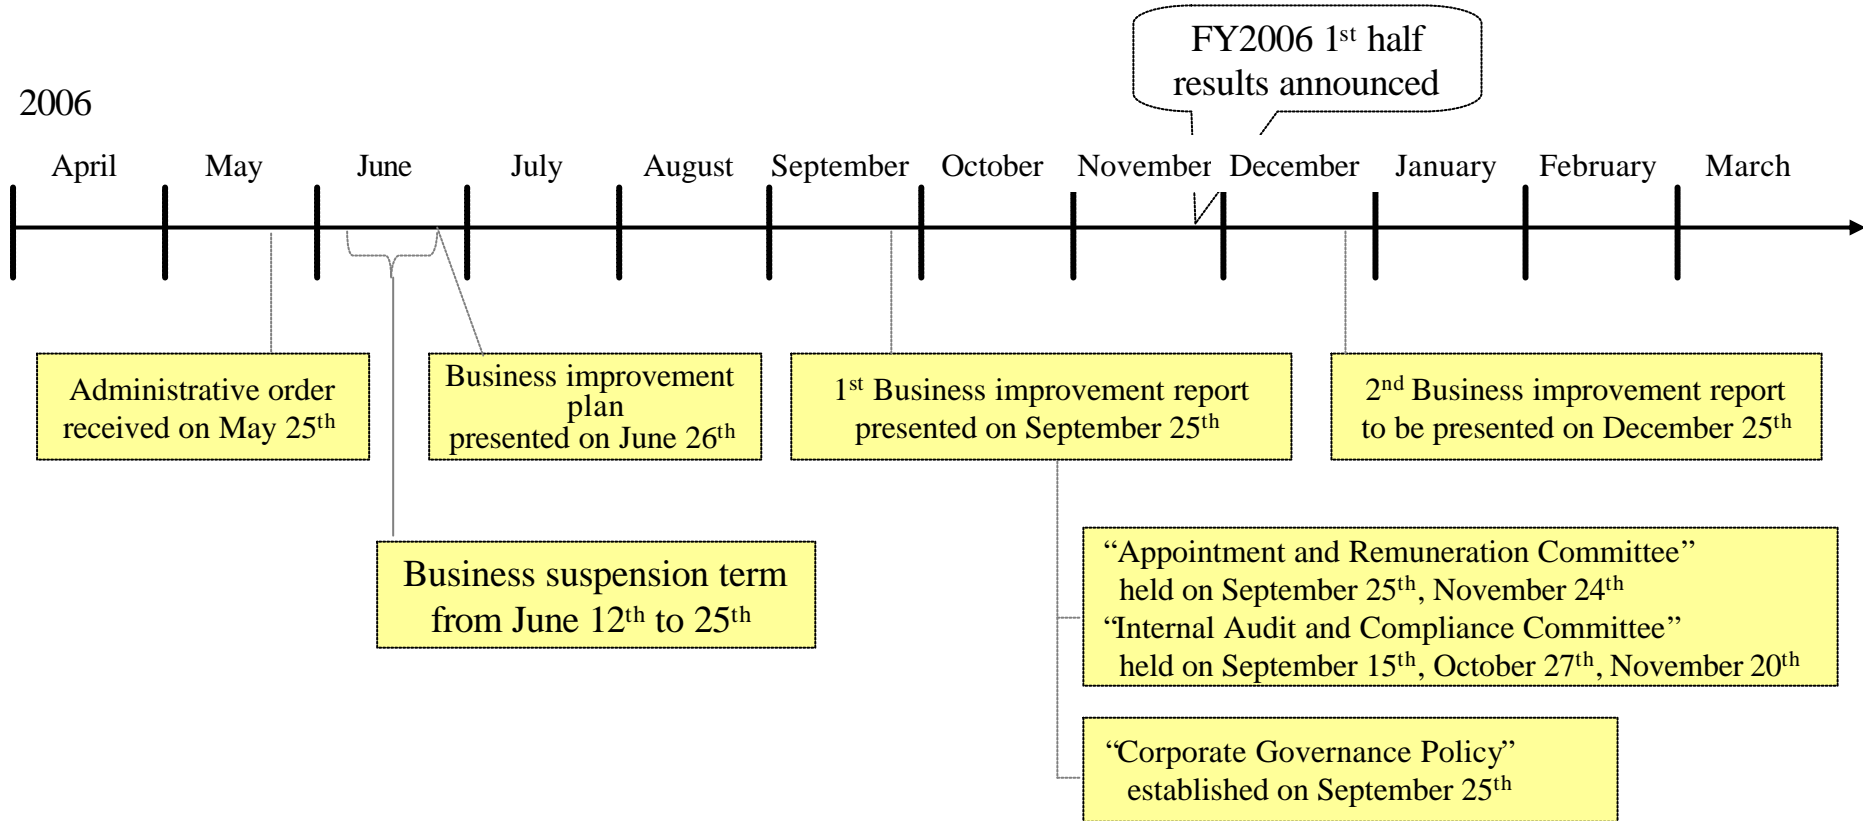 FY2006 1st half
results announced
2006
April May June July August September October November December January February March
Administrative order
received on May 25th
Business improvement
plan
presented on June 26th
1st Business improvement report
presented on September 25th
2nd Business improvement report
to be presented on December 25th
Business suspension term
from June 12th to 25th
“Appointment and Remuneration Committee”
held on September 25th, November 24th
“Internal Audit and Compliance Committee”
held on September 15th, October 27th, November 20th
“Corporate Governance Policy”
established on September 25th